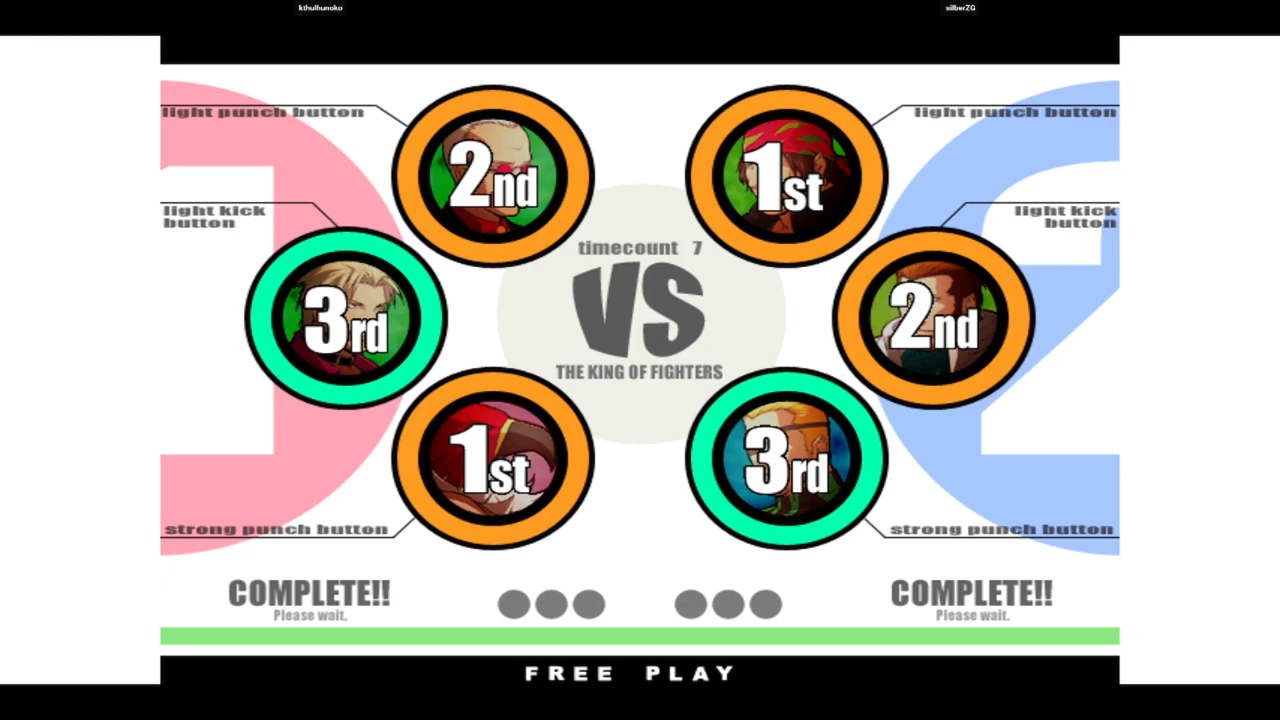 kthulhunoko
silberZG
light punch button
light punch button
2nd
1st
light kick
button
light kick
button
timecount 7
VS
THE KING OF FIGHTERS
3rd
2nd
1st
3rd
strong punch button
strong punch button
COMPLETE!!
Please wait.
COMPLETE!!
Please wait.
FREE PLAY
1
2